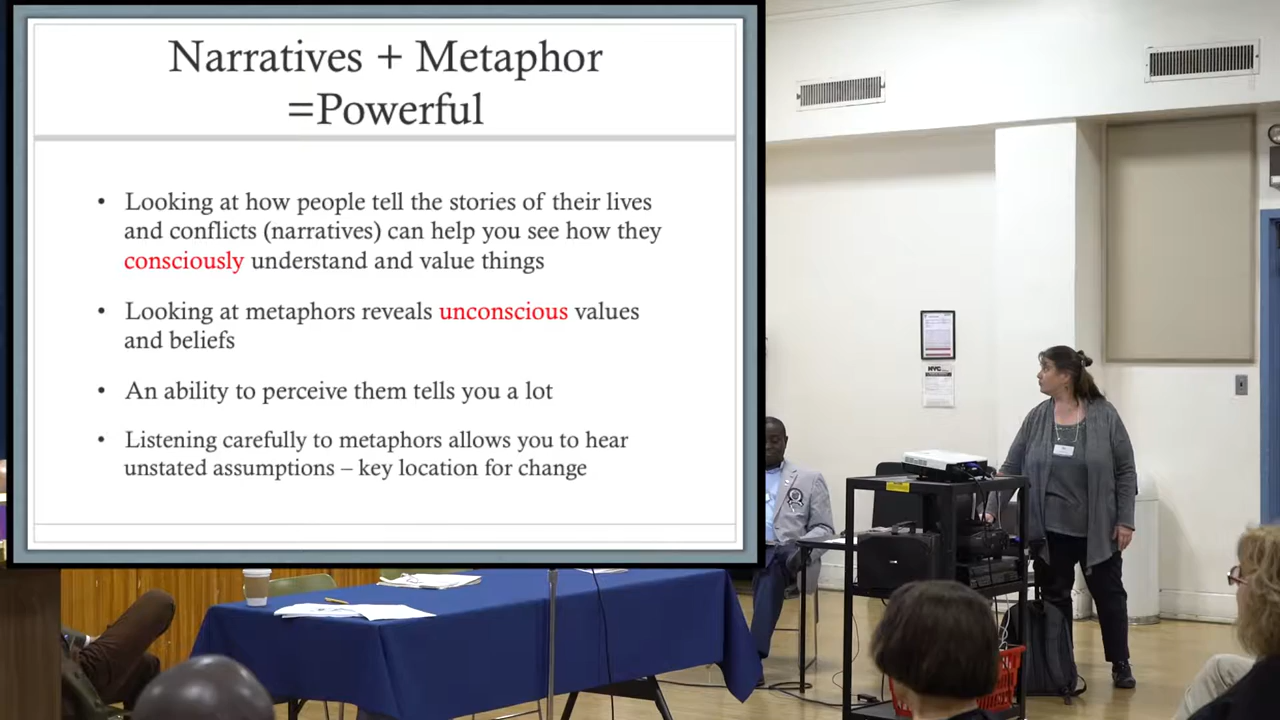 Narratives + Metaphor
=Powerful
• Looking at how people tell the stories of their lives
and conflicts (narratives) can help you see how they
consciously understand and value things
• Looking at metaphors reveals unconscious values
and beliefs
• An ability to perceive them tells you a lot
• Listening carefully to metaphors allows you to hear
unstated assumptions – key location for change
NYC